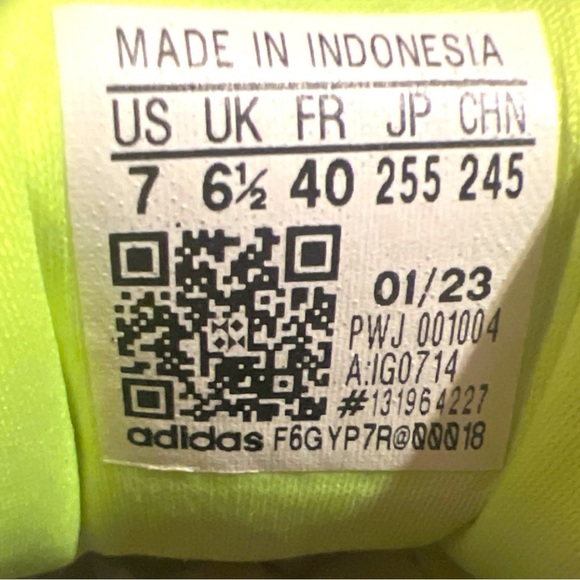 MADE IN INDONESIA
US UK FR JP CHN
7 6½ 40 255 245
01/23
PWJ 001004
A:IG0714
#131964227
adidas F6GYP7R@00018